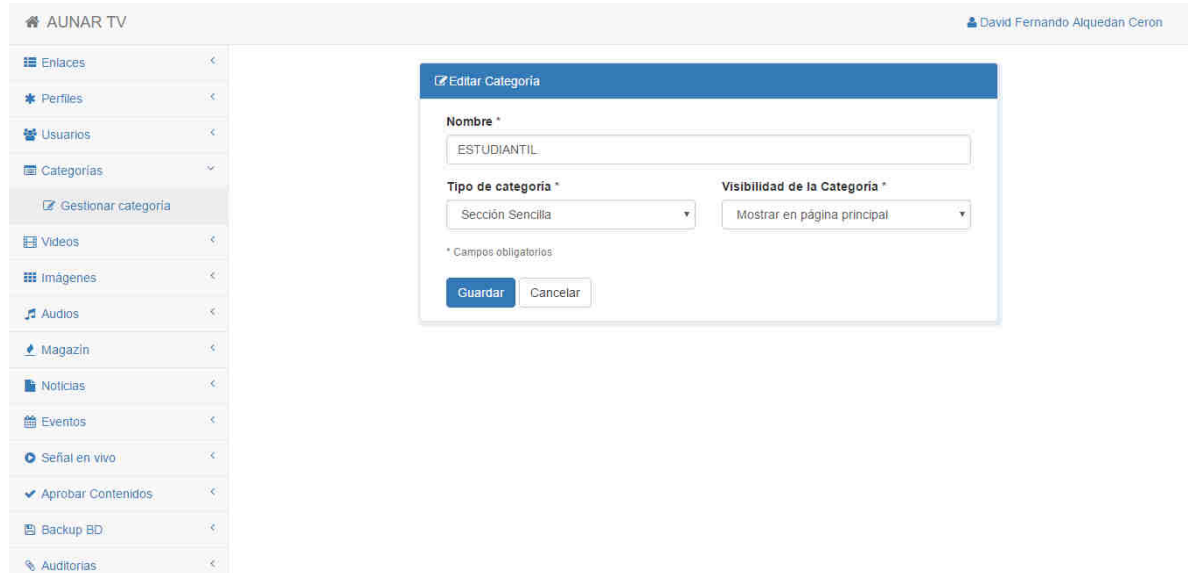 AUNAR TV
David Fernando Alquedan Ceron
Enlaces
Perfiles
Usuarios
Categorías
Gestionar categoría
Videos
Imágenes
Audios
Magazín
Noticias
Eventos
Señal en vivo
Aprobar Contenidos
Backup BD
Auditorias
Editar Categoría
Nombre *
ESTUDIANTIL
Tipo de categoría * Visibilidad de la Categoría *
Sección Sencilla Mostrar en página principal
* Campos obligatorios
Guardar Cancelar